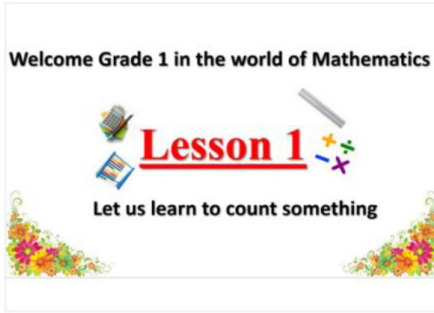 Welcome Grade 1 in the world of Mathematics
Lesson 1
Let us learn to count something